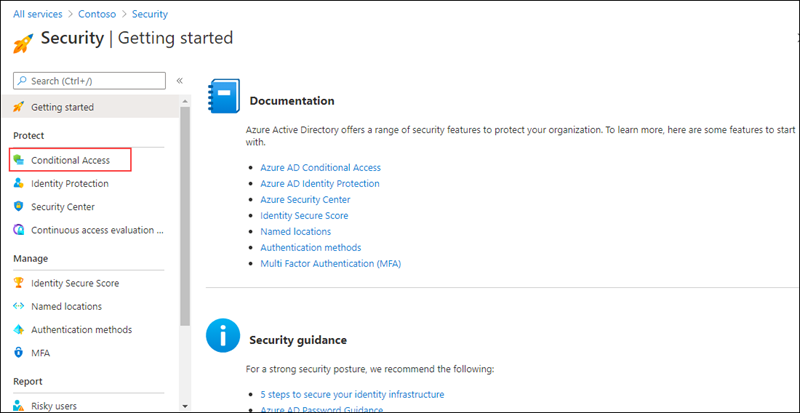 All services > Contoso > Security
Security | Getting started
Search (Ctrl+/)
«
Getting started
Protect
Conditional Access
Identity Protection
Security Center
Continuous access evaluation ...
Manage
Identity Secure Score
Named locations
Authentication methods
MFA
Report
Risky users
Documentation
Azure Active Directory offers a range of security features to protect your organization. To learn more, here are some features to start
with.
• Azure AD Conditional Access
• Azure AD Identity Protection
• Azure Security Center
• Identity Secure Score
• Named locations
• Authentication methods
• Multi Factor Authentication (MFA)
Security guidance
For a strong security posture, we recommend the following:
• 5 steps to secure your identity infrastructure
• Azure AD Password Guidance